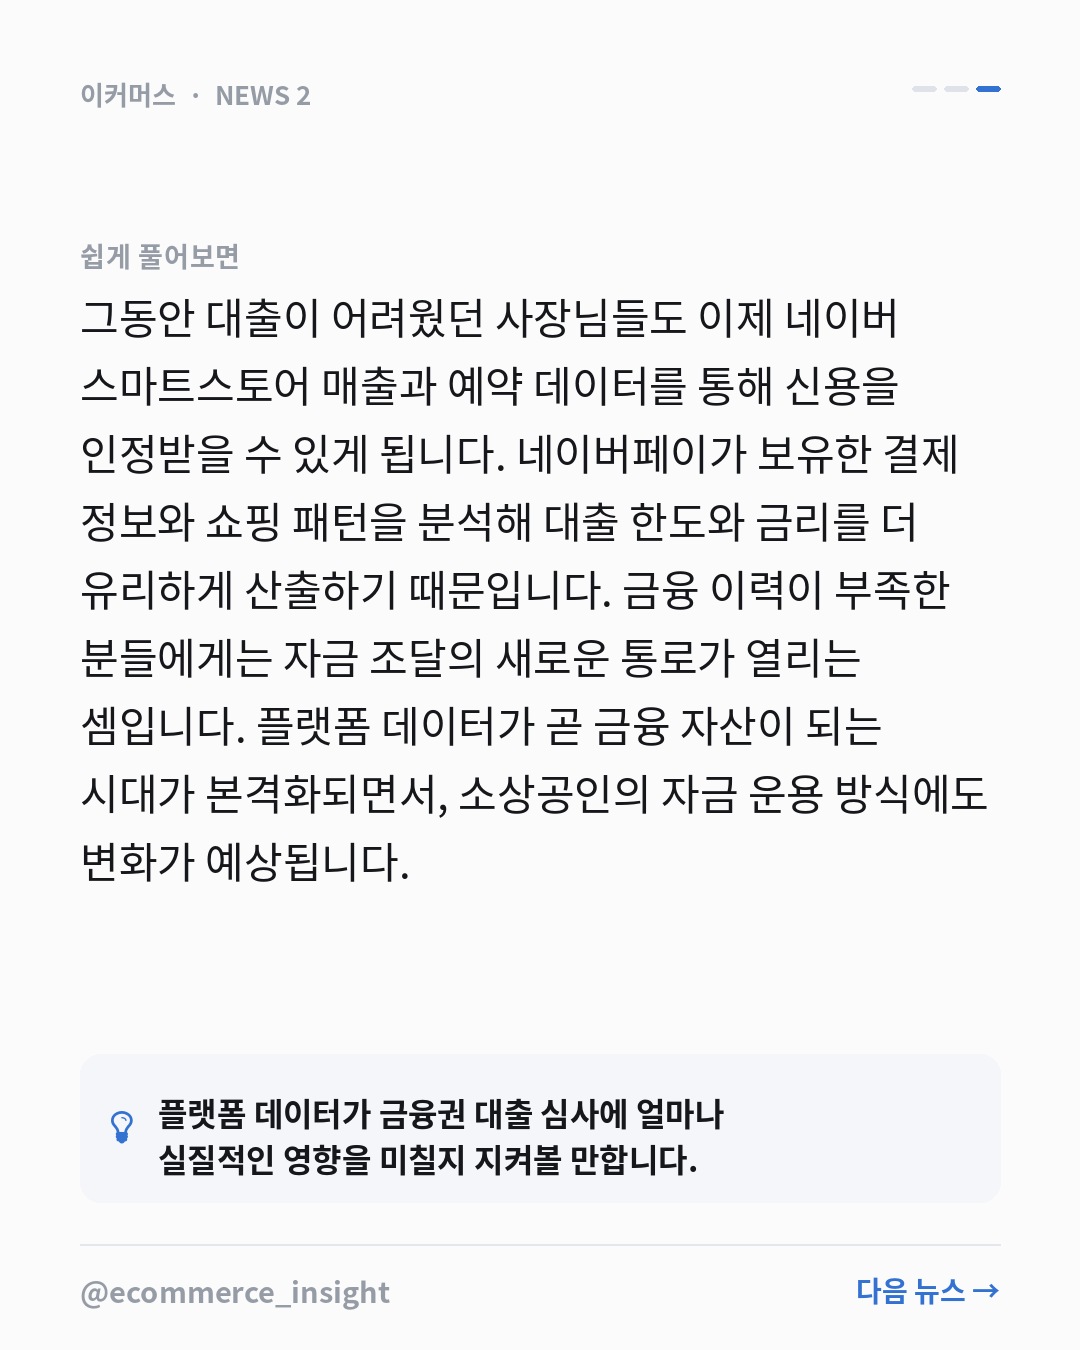 이커머스 · NEWS 2
쉽게 풀어보면
그동안 대출이 어려웠던 사장님들도 이제 네이버
스마트스토어 매출과 예약 데이터를 통해 신용을
인정받을 수 있게 됩니다. 네이버페이가 보유한 결제
정보와 쇼핑 패턴을 분석해 대출 한도와 금리를 더
유리하게 산출하기 때문입니다. 금융 이력이 부족한
분들에게는 자금 조달의 새로운 통로가 열리는
셈입니다. 플랫폼 데이터가 곧 금융 자산이 되는
시대가 본격화되면서, 소상공인의 자금 운용 방식에도
변화가 예상됩니다.
플랫폼 데이터가 금융권 대출 심사에 얼마나
실질적인 영향을 미칠지 지켜볼 만합니다.
@ecommerce_insight
다음 뉴스 →